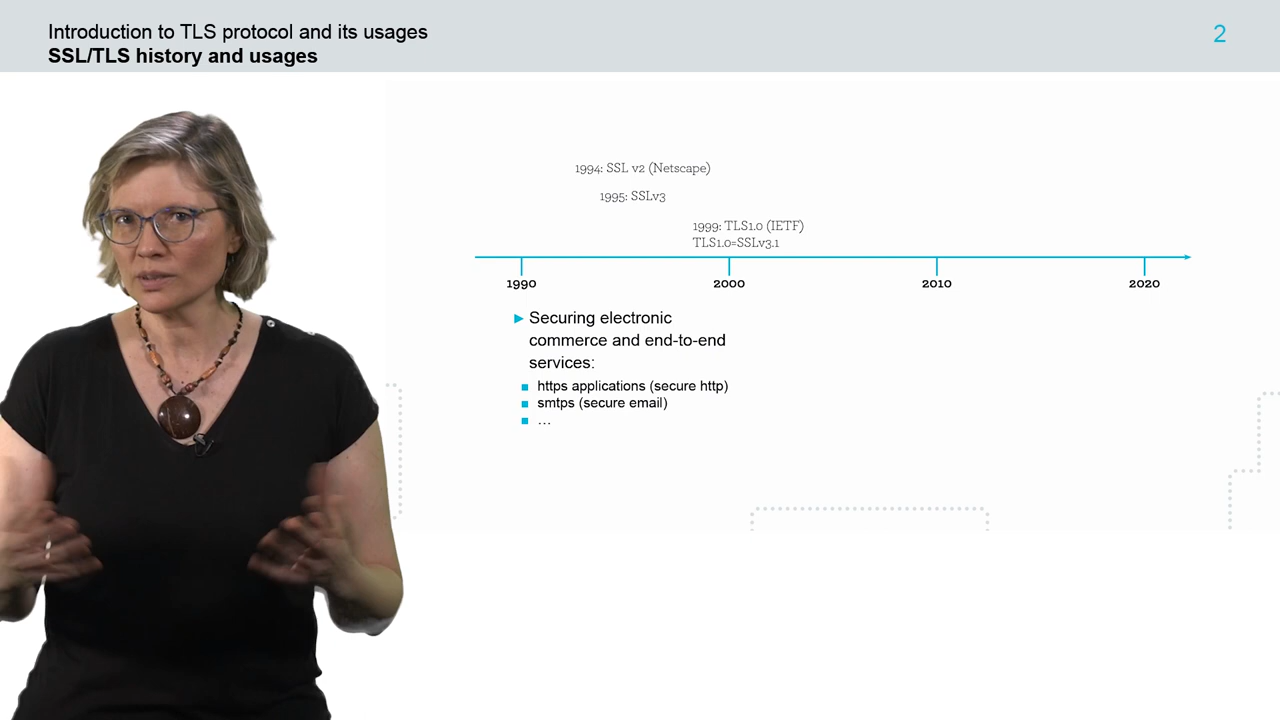 Introduction to TLS protocol and its usages
SSL/TLS history and usages
2
1994: SSL v2 (Netscape)
1995: SSLv3
1999: TLS1.0 (IETF)
TLS1.0=SSLv3.1
1990
2000
2010
2020
Securing electronic
commerce and end-to-end
services:
https applications (secure http)
smtps (secure email)
…